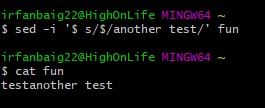 irfanbaig22@HighOnLife MINGW64 ~
$ sed -i '$ s/$/another test/' fun
irfanbaig22@HighOnLife MINGW64 ~
$ cat fun
testanother test